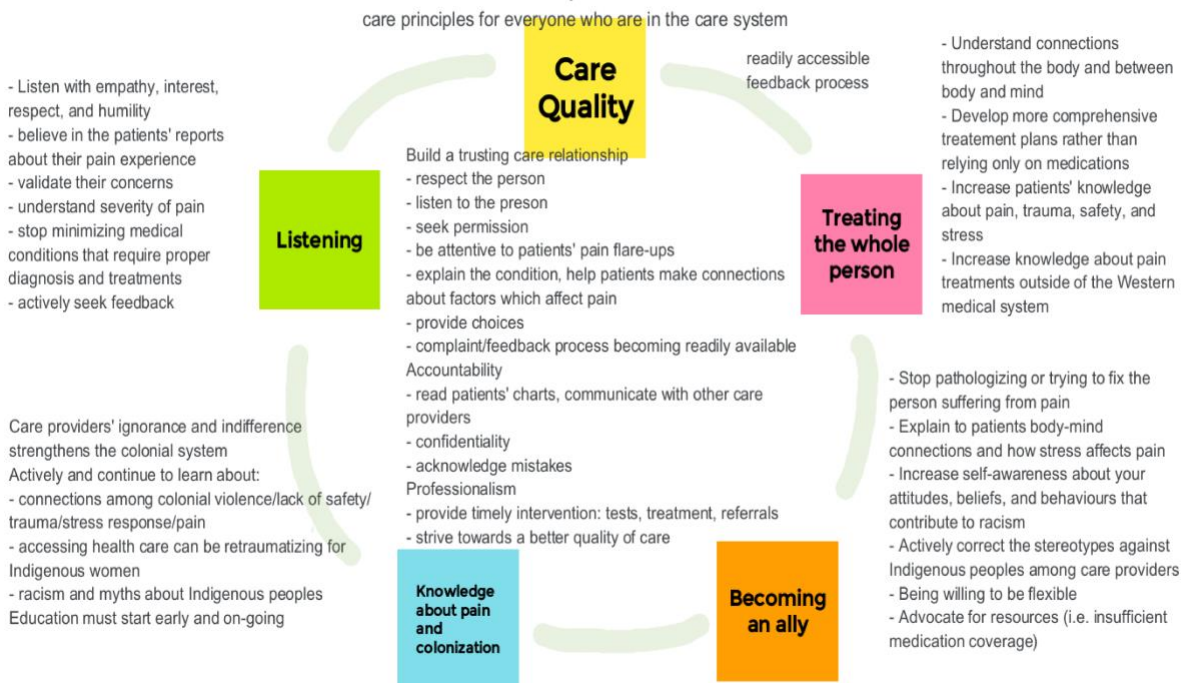 care principles for everyone who are in the care system
Care
Quality
readily accessible
feedback process
- Listen with empathy, interest,
respect, and humility
- believe in the patients' reports
about their pain experience
- validate their concerns
- understand severity of pain
- stop minimizing medical
conditions that require proper
diagnosis and treatments
- actively seek feedback
Listening
Build a trusting care relationship
- respect the person
- listen to the preson
- seek permission
- be attentive to patients' pain flare-ups
- explain the condition, help patients make connections
about factors which affect pain
- provide choices
- complaint/feedback process becoming readily available
Accountability
- read patients' charts, communicate with other care
providers
- confidentiality
- acknowledge mistakes
Professionalism
- provide timely intervention: tests, treatment, referrals
- strive towards a better quality of care
Treating
the whole
person
- Understand connections
throughout the body and between
body and mind
- Develop more comprehensive
treatement plans rather than
relying only on medications
- Increase patients' knowledge
about pain, trauma, safety, and
stress
- Increase knowledge about pain
treatments outside of the Western
medical system
Care providers' ignorance and indifference
strengthens the colonial system
Actively and continue to learn about:
- connections among colonial violence/lack of safety/
trauma/stress response/pain
- accessing health care can be retraumatizing for
Indigenous women
- racism and myths about Indigenous peoples
Education must start early and on-going
Knowledge
about pain
and
colonization
Becoming
an ally
- Stop pathologizing or trying to fix the
person suffering from pain
- Explain to patients body-mind
connections and how stress affects pain
- Increase self-awareness about your
attitudes, beliefs, and behaviours that
contribute to racism
- Actively correct the stereotypes against
Indigenous peoples among care providers
- Being willing to be flexible
- Advocate for resources (i.e. insufficient
medication coverage)